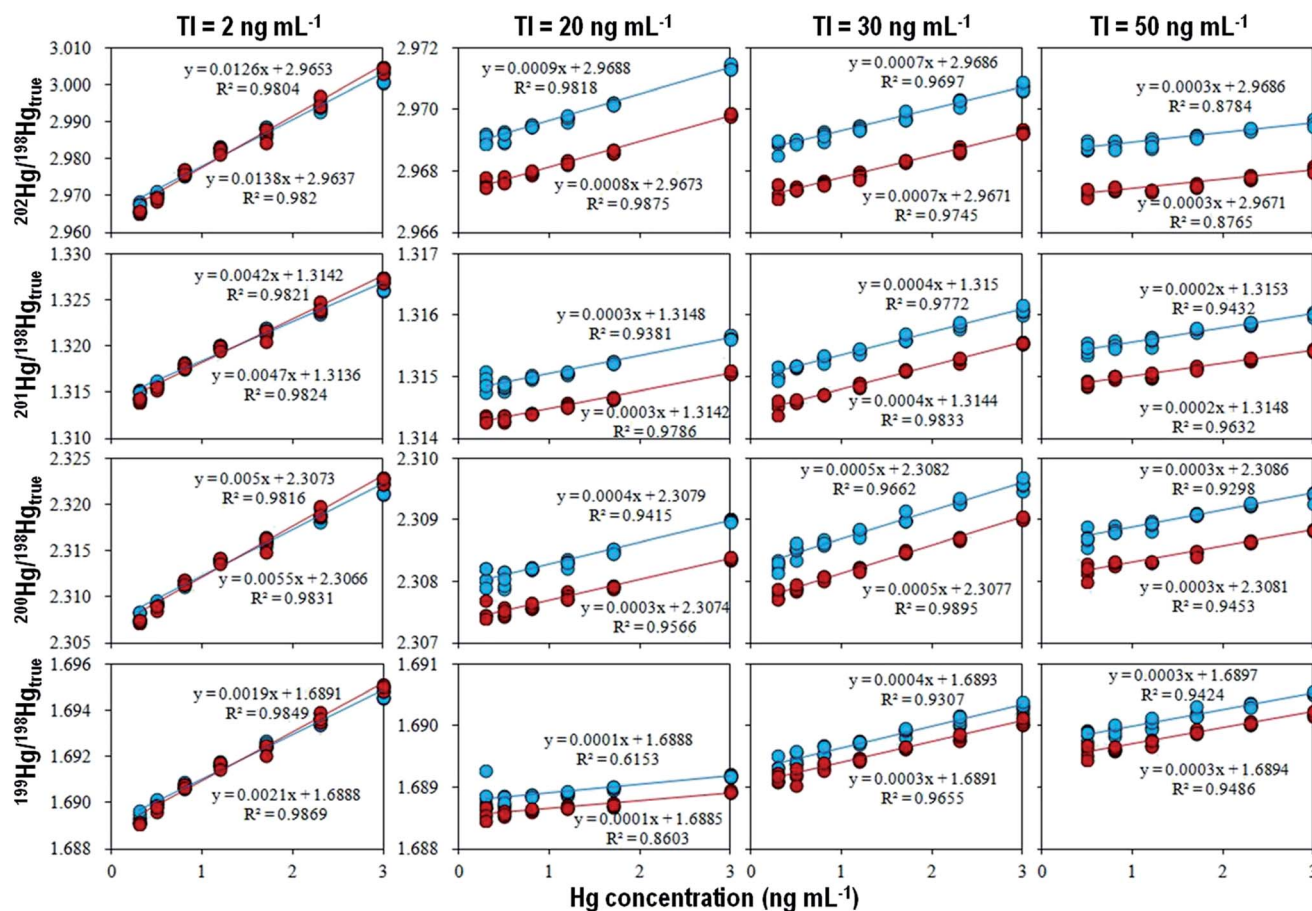 Tl = 2 ng mL-1 Tl = 20 ng mL-1 Tl = 30 ng mL-1 Tl = 50 ng mL-1
202Hg/198Hgtrue
3.010
3.000
2.990
2.980
2.970
2.960
y = 0.0126x + 2.9653
R² = 0.9804
y = 0.0138x + 2.9637
R² = 0.982
2.972
2.970
2.968
2.966
y = 0.0009x + 2.9688
R² = 0.9818
y = 0.0008x + 2.9673
R² = 0.9875
y = 0.0007x + 2.9686
R² = 0.9697
y = 0.0007x + 2.9671
R² = 0.9745
y = 0.0003x + 2.9686
R² = 0.8784
y = 0.0003x + 2.9671
R² = 0.8765
201Hg/198Hgtrue
1.330
1.325
1.320
1.315
1.310
y = 0.0042x + 1.3142
R² = 0.9821
y = 0.0047x + 1.3136
R² = 0.9824
1.317
1.316
1.315
1.314
y = 0.0003x + 1.3148
R² = 0.9381
y = 0.0003x + 1.3142
R² = 0.9786
y = 0.0004x + 1.315
R² = 0.9772
y = 0.0004x + 1.3144
R² = 0.9833
y = 0.0002x + 1.3153
R² = 0.9432
y = 0.0002x + 1.3148
R² = 0.9632
200Hg/198Hgtrue
2.325
2.320
2.315
2.310
2.305
y = 0.005x + 2.3073
R² = 0.9816
y = 0.0055x + 2.3066
R² = 0.9831
2.310
2.309
2.308
2.307
y = 0.0004x + 2.3079
R² = 0.9415
y = 0.0003x + 2.3074
R² = 0.9566
y = 0.0005x + 2.3082
R² = 0.9662
y = 0.0005x + 2.3077
R² = 0.9895
y = 0.0003x + 2.3086
R² = 0.9298
y = 0.0003x + 2.3081
R² = 0.9453
199Hg/198Hgtrue
1.696
1.694
1.692
1.690
1.688
y = 0.0019x + 1.6891
R² = 0.9849
y = 0.0021x + 1.6888
R² = 0.9869
1.691
1.690
1.689
1.688
y = 0.0001x + 1.6888
R² = 0.6153
y = 0.0001x + 1.6885
R² = 0.8603
y = 0.0004x + 1.6893
R² = 0.9307
y = 0.0003x + 1.6891
R² = 0.9655
y = 0.0003x + 1.6897
R² = 0.9424
y = 0.0003x + 1.6894
R² = 0.9486
0 1 2 3 0 1 2 3 0 1 2 3 0 1 2 3
Hg concentration (ng mL-1)